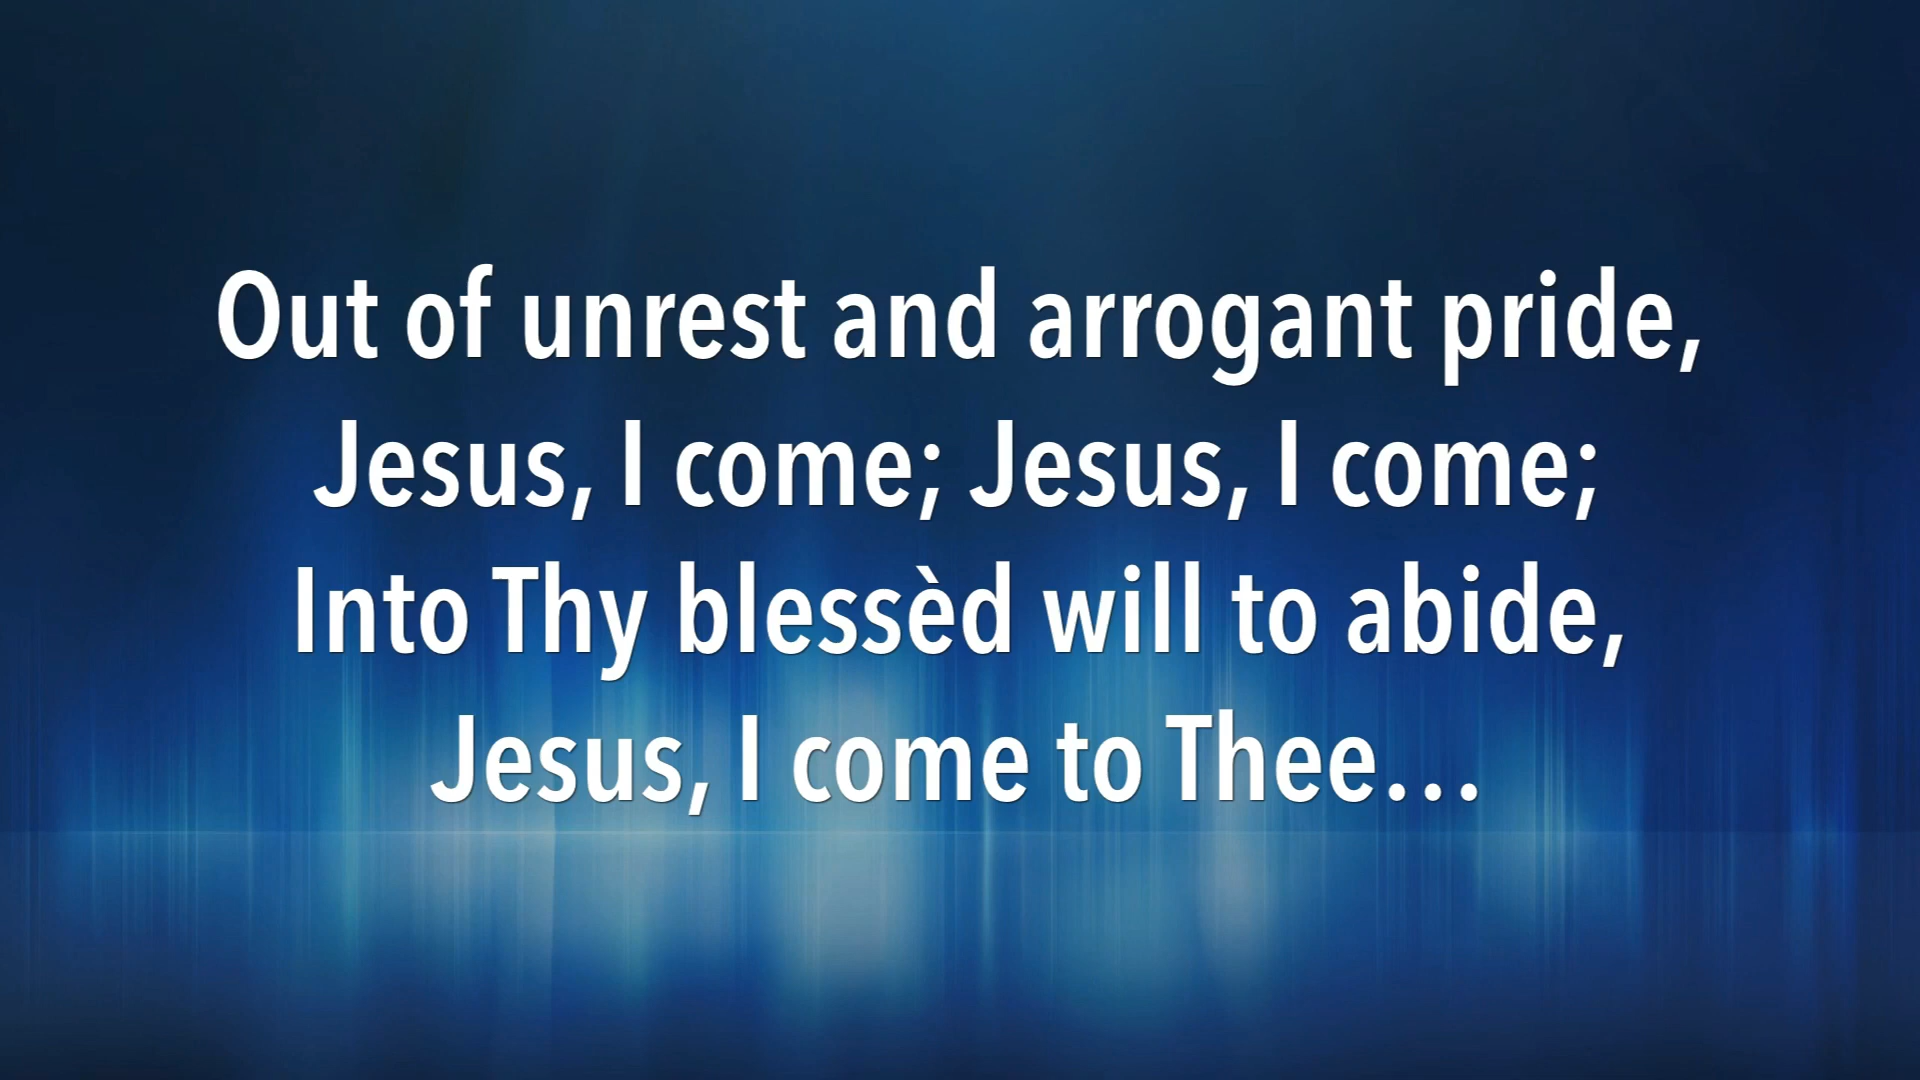 Out of unrest and arrogant pride,
Jesus, I come; Jesus, I come;
Into Thy blessèd will to abide,
Jesus, I come to Thee…